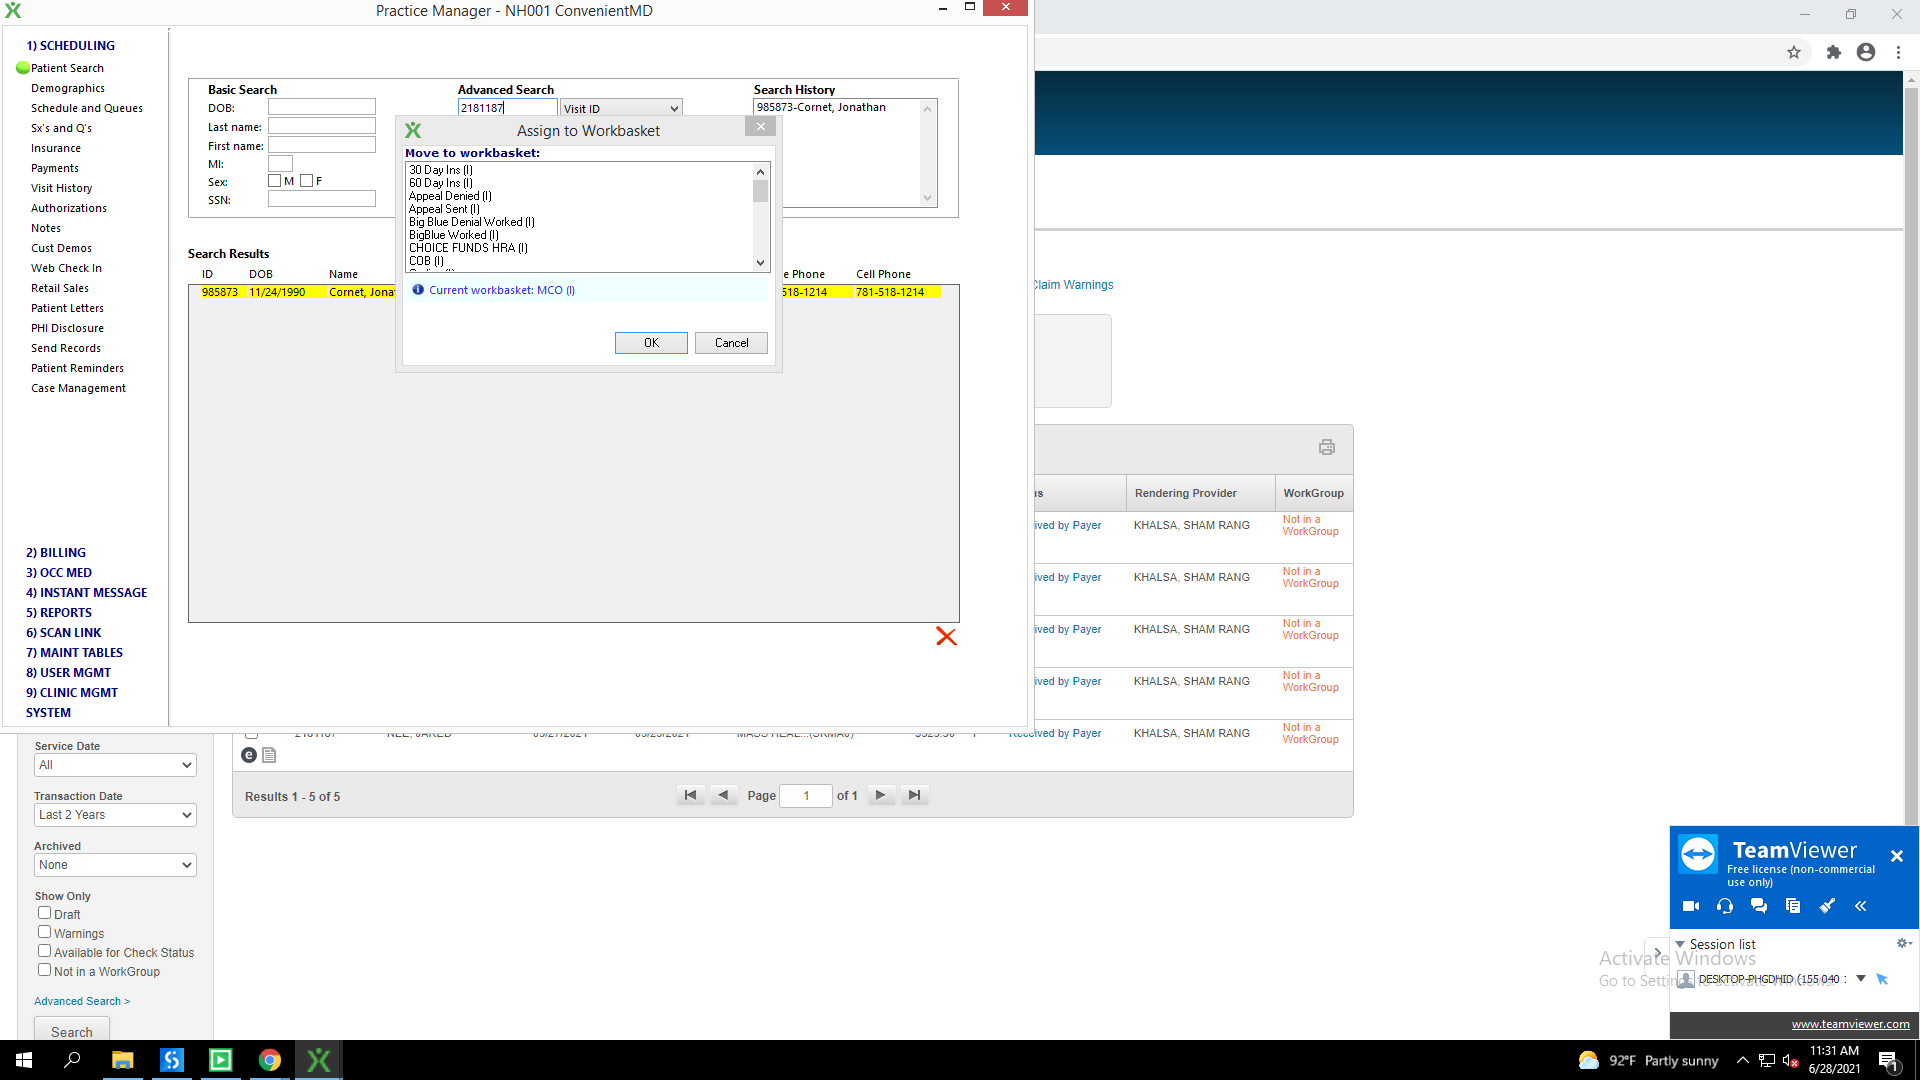 Practice Manager - NH001 ConvenientMD
1) SCHEDULING
Patient Search
Demographics
Schedule and Queues
Sx's and Q's
Insurance
Payments
Visit History
Authorizations
Notes
Cust Demos
Web Check In
Retail Sales
Patient Letters
PHI Disclosure
Send Records
Patient Reminders
Case Management
2) BILLING
3) OCC MED
4) INSTANT MESSAGE
5) REPORTS
6) SCAN LINK
7) MAINT TABLES
8) USER MGMT
9) CLINIC MGMT
SYSTEM
Basic Search
DOB:
Last name:
First name:
MI:
Sex: M F
SSN:
Advanced Search
2181187 Visit ID
Search History
985873-Cornet, Jonathan
Assign to Workbasket
Move to workbasket:
30 Day Ins (I)
60 Day Ins (I)
Appeal Denied (I)
Appeal Sent (I)
Big Blue Denial Worked (I)
BigBlue Worked (I)
CHOICE FUNDS HRA (I)
COB (I)
Current workbasket: MCO (I)
OK Cancel
Search Results
ID DOB Name e Phone Cell Phone
985873 11/24/1990 Cornet, Jona 518-1214 781-518-1214
Claim Warnings
us Rendering Provider WorkGroup
ived by Payer KHALSA, SHAM RANG Not in a
WorkGroup
ived by Payer KHALSA, SHAM RANG Not in a
WorkGroup
ived by Payer KHALSA, SHAM RANG Not in a
WorkGroup
ived by Payer KHALSA, SHAM RANG Not in a
WorkGroup
Received by Payer KHALSA, SHAM RANG Not in a
WorkGroup
Results 1 - 5 of 5 Page 1 of 1
Service Date
All
Transaction Date
Last 2 Years
Archived
None
Show Only
Draft
Warnings
Available for Check Status
Not in a WorkGroup
Advanced Search >
Search
TeamViewer
Free license (non-commercial
use only)
Session list
DESKTOP-PHGDHID (155 040
www.teamviewer.com
Activate Windows
Go to Settings to activate Windows.
92°F Partly sunny
11:31 AM
6/28/2021
1